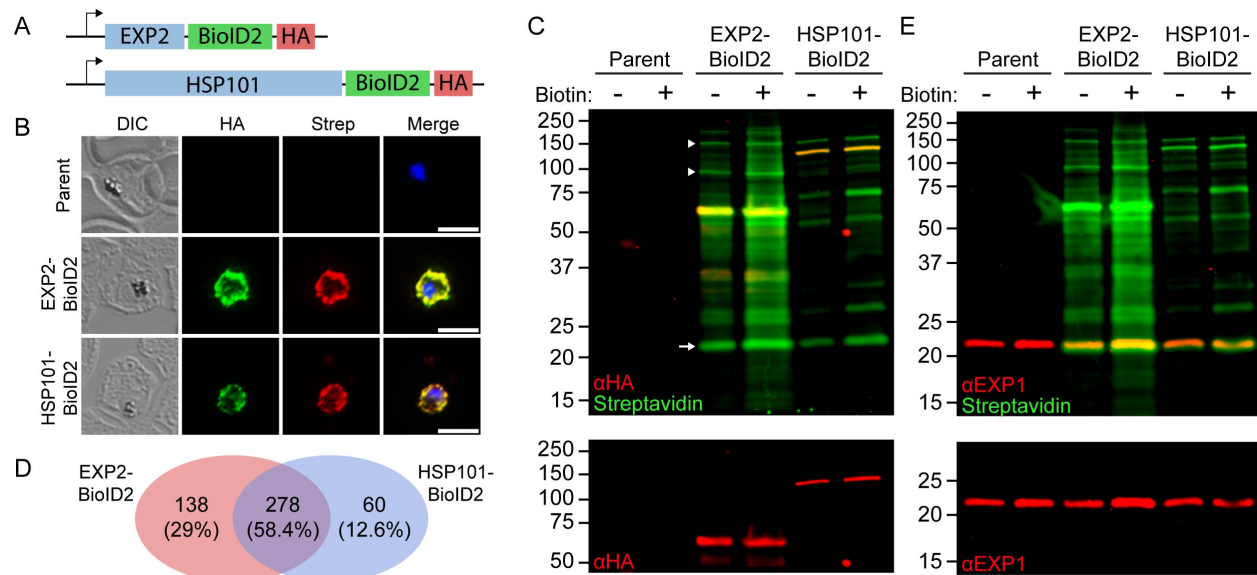 A
EXP2 BioID2 HA
HSP101 BioID2 HA
B
DIC HA Strep Merge
Parent
EXP2-
BioID2
HSP101-
BioID2
D
EXP2-
BioID2
HSP101-
BioID2
138
(29%)
278
(58.4%)
60
(12.6%)
C
Parent
EXP2-
BioID2
HSP101-
BioID2
Biotin: - + - + - +
250
150
100
75
50
37
25
20
15
αHA
Streptavidin
250
150
100
75
50
αHA
E
Parent
EXP2-
BioID2
HSP101-
BioID2
Biotin: - + - + - +
250
150
100
75
50
37
25
20
15
αEXP1
Streptavidin
25
20
15
αEXP1